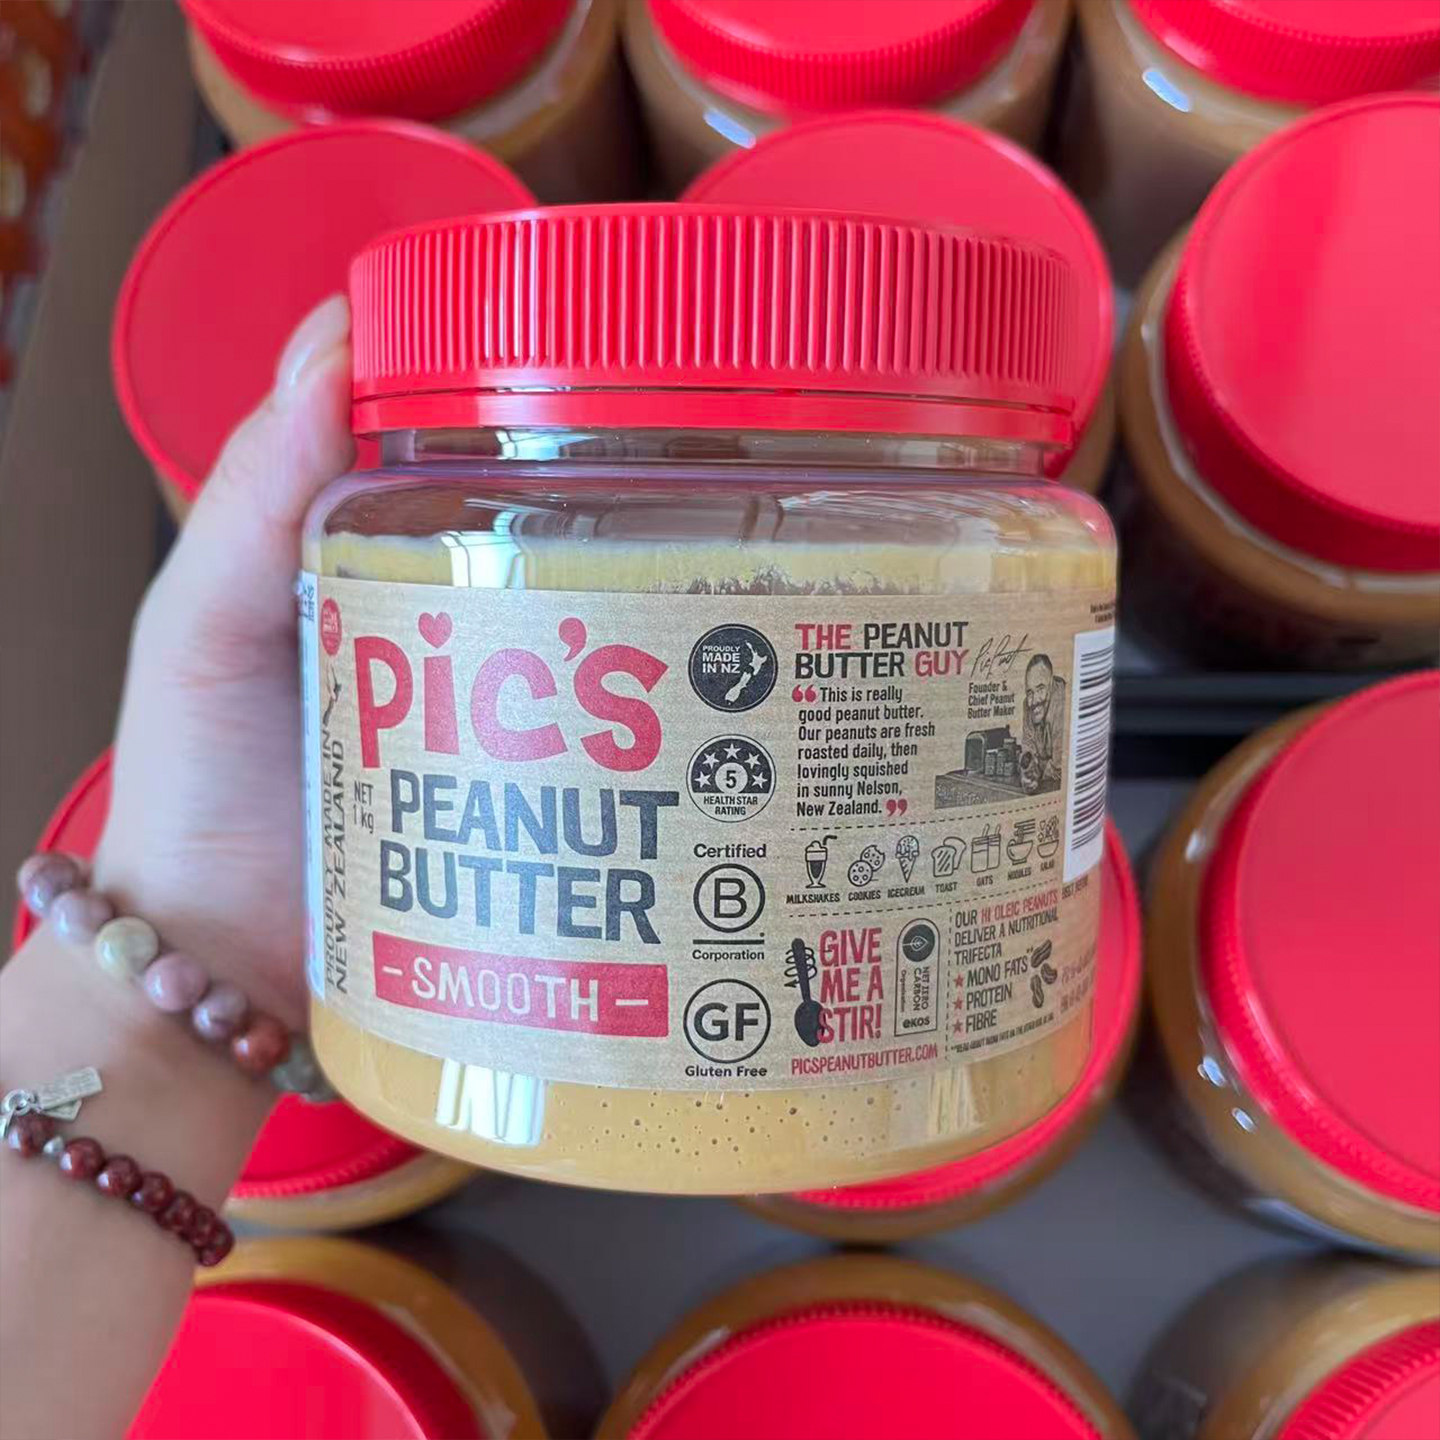 PROUDLY MADE IN
NEW ZEALAND
Pic's
NET
1 kg
PEANUT
BUTTER
– SMOOTH –
PROUDLY
MADE
IN NZ
5
HEALTH STAR
RATING
Certified
B
Corporation
GF
Gluten Free
THE PEANUT
BUTTER GUY
“This is really
good peanut butter.
Our peanuts are fresh
roasted daily, then
lovingly squished
in sunny Nelson,
New Zealand.”
Founder &
Chief Peanut
Butter Maker
MILKSHAKES
COOKIES
ICECREAM
TOAST
OATS
NOODLES
SALAD
GIVE
ME A
STIR!
NET ZERO
CARBON
Organisation
ekos
PICSPEANUTBUTTER.COM
OUR HI OLEIC PEANUTS
DELIVER A NUTRITIONAL
TRIFECTA**
★ MONO FATS
★ PROTEIN
★ FIBRE